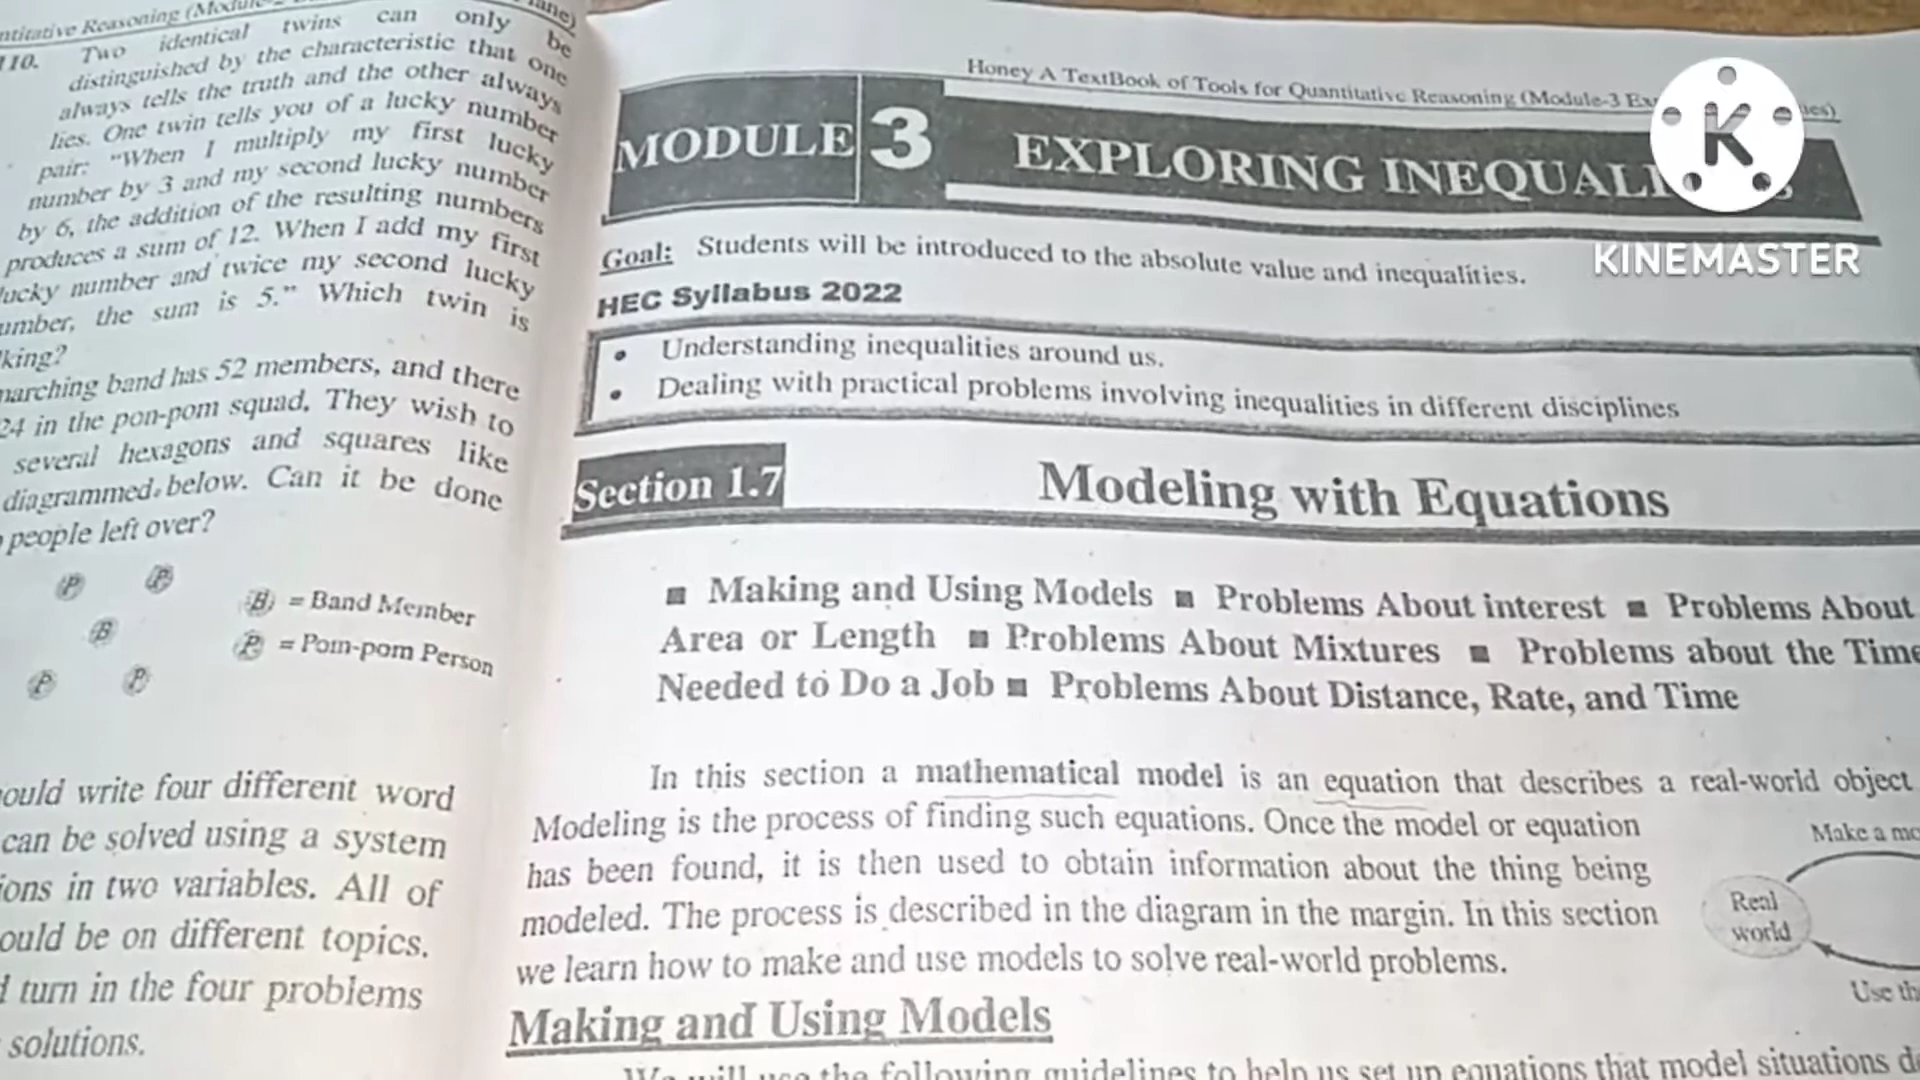 ntitative Reasoning (Module-2
lane)
110. Two identical twins can only be
distinguished by the characteristic that one
always tells the truth and the other always
lies. One twin tells you of a lucky number
pair: "When I multiply my first lucky
number by 3 and my second lucky number
by 6, the addition of the resulting numbers
produces a sum of 12. When I add my first
lucky number and twice my second lucky
umber, the sum is 5." Which twin is
king?
marching band has 52 members, and there
24 in the pon-pom squad. They wish to
several hexagons and squares like
diagrammed below. Can it be done
people left over?
P P
B
P P
B = Band Member
P = Pom-pom Person
ould write four different word
can be solved using a system
ions in two variables. All of
ould be on different topics.
turn in the four problems
solutions.
Honey A TextBook of Tools for Quantitative Reasoning (Module-3 Ex ies)
MODULE 3 EXPLORING INEQUALI
KINEMASTER
Goal: Students will be introduced to the absolute value and inequalities.
HEC Syllabus 2022
• Understanding inequalities around us.
• Dealing with practical problems involving inequalities in different disciplines
Section 1.7 Modeling with Equations
■ Making and Using Models ■ Problems About interest ■ Problems About
Area or Length ■ Problems About Mixtures ■ Problems about the Time
Needed to Do a Job ■ Problems About Distance, Rate, and Time
In this section a mathematical model is an equation that describes a real-world object
Modeling is the process of finding such equations. Once the model or equation
has been found, it is then used to obtain information about the thing being
modeled. The process is described in the diagram in the margin. In this section
we learn how to make and use models to solve real-world problems.
Make a mo
Real
world
Use th
Making and Using Models
We will use the following guidelines to help us set up equations that model situations de